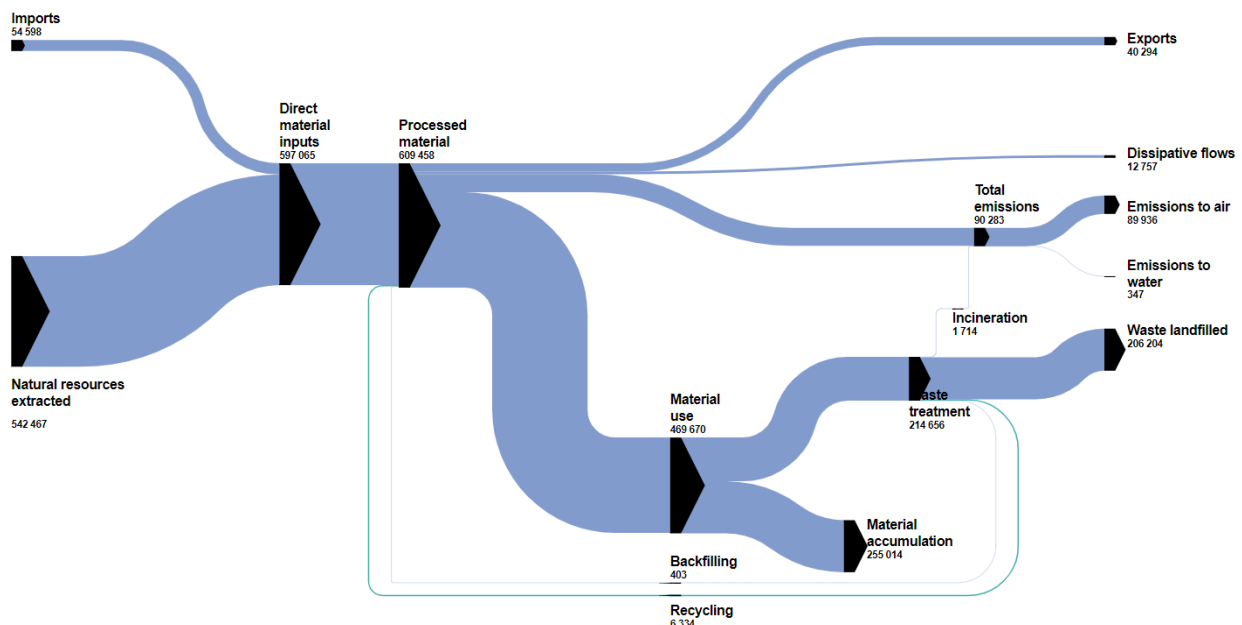 Imports
54 598
Exports
40 294
Direct
material
inputs
597 065
Processed
material
609 458
Dissipative flows
12 757
Total
emissions
90 283
Emissions to air
89 936
Emissions to
water
347
Incineration
1 714
Waste landfilled
206 204
Natural resources
extracted
542 467
Material
use
469 670
treatment
214 656
Material
accumulation
255 014
Backfilling
403
Recycling
6 334